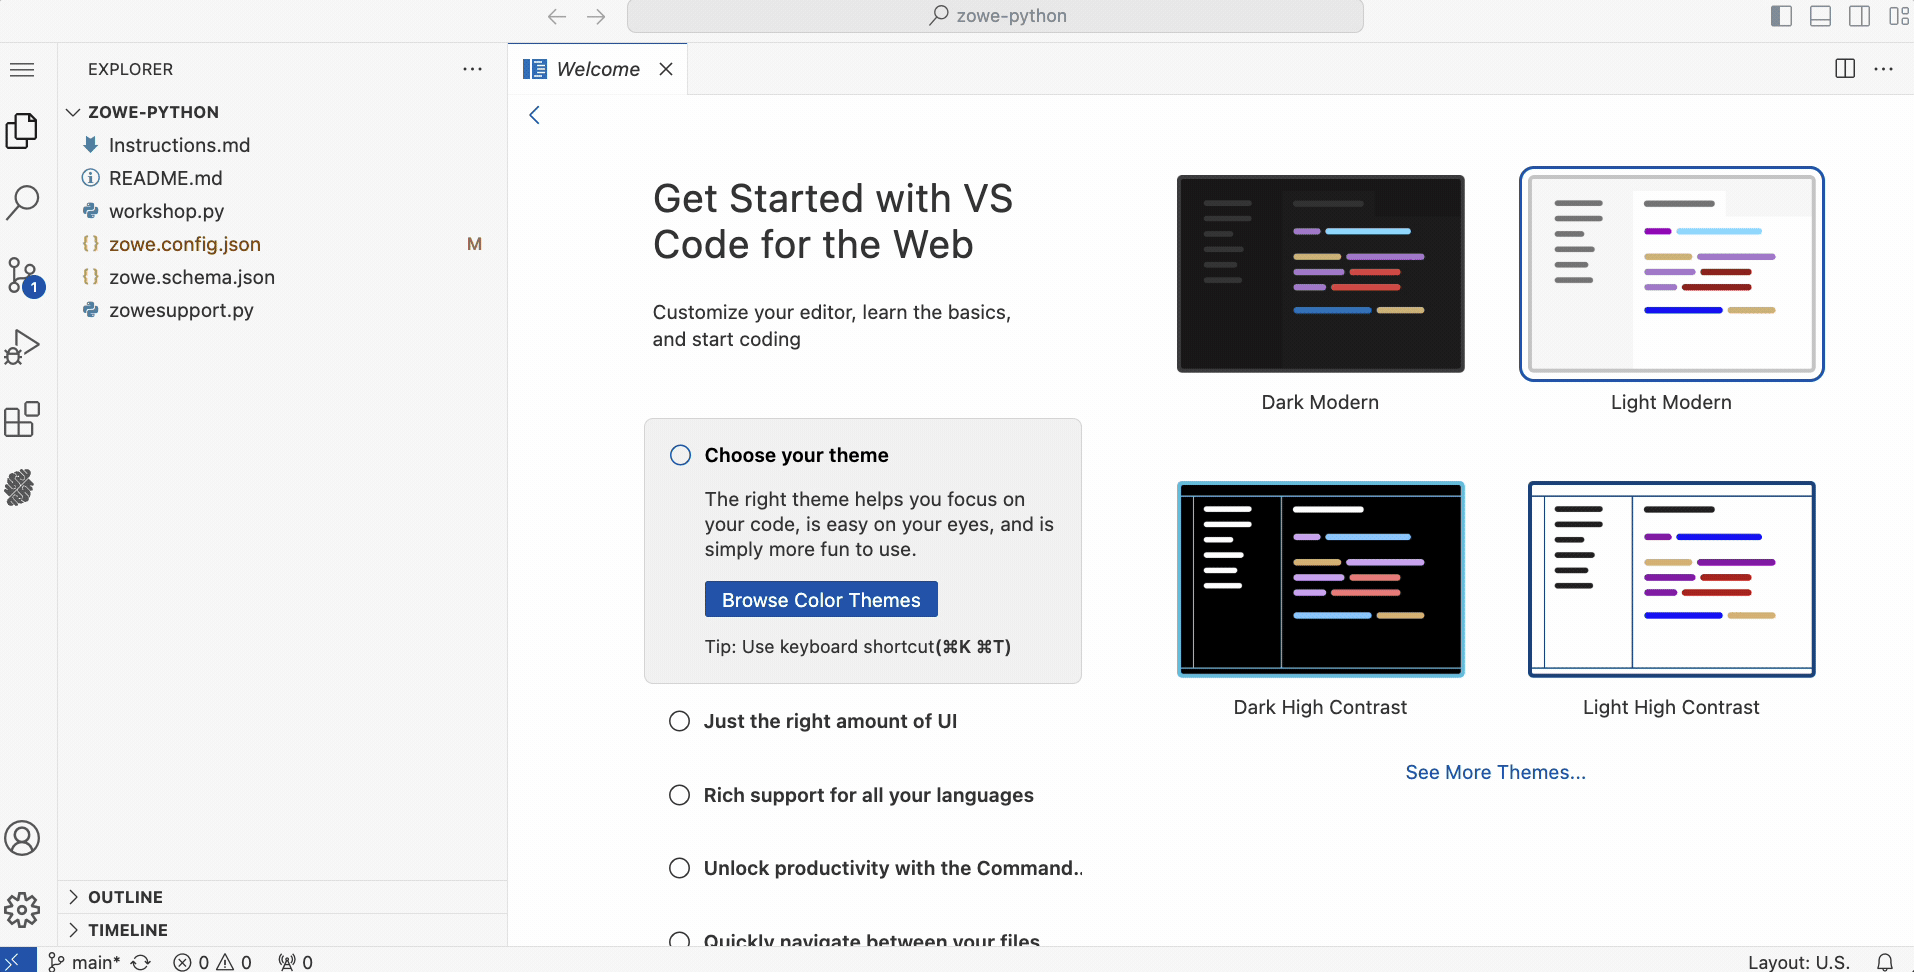 zowe-python
EXPLORER
Welcome
ZOWE-PYTHON
Instructions.md
README.md
workshop.py
zowe.config.json M
zowe.schema.json
zowesupport.py
1
OUTLINE
TIMELINE
Get Started with VS
Code for the Web
Customize your editor, learn the basics,
and start coding
Choose your theme
The right theme helps you focus on
your code, is easy on your eyes, and is
simply more fun to use.
Browse Color Themes
Tip: Use keyboard shortcut(⌘K ⌘T)
Just the right amount of UI
Rich support for all your languages
Unlock productivity with the Command..
Quickly navigate between your files
Dark Modern
Light Modern
Dark High Contrast
Light High Contrast
See More Themes...
main* 0 0 0
Layout: U.S.